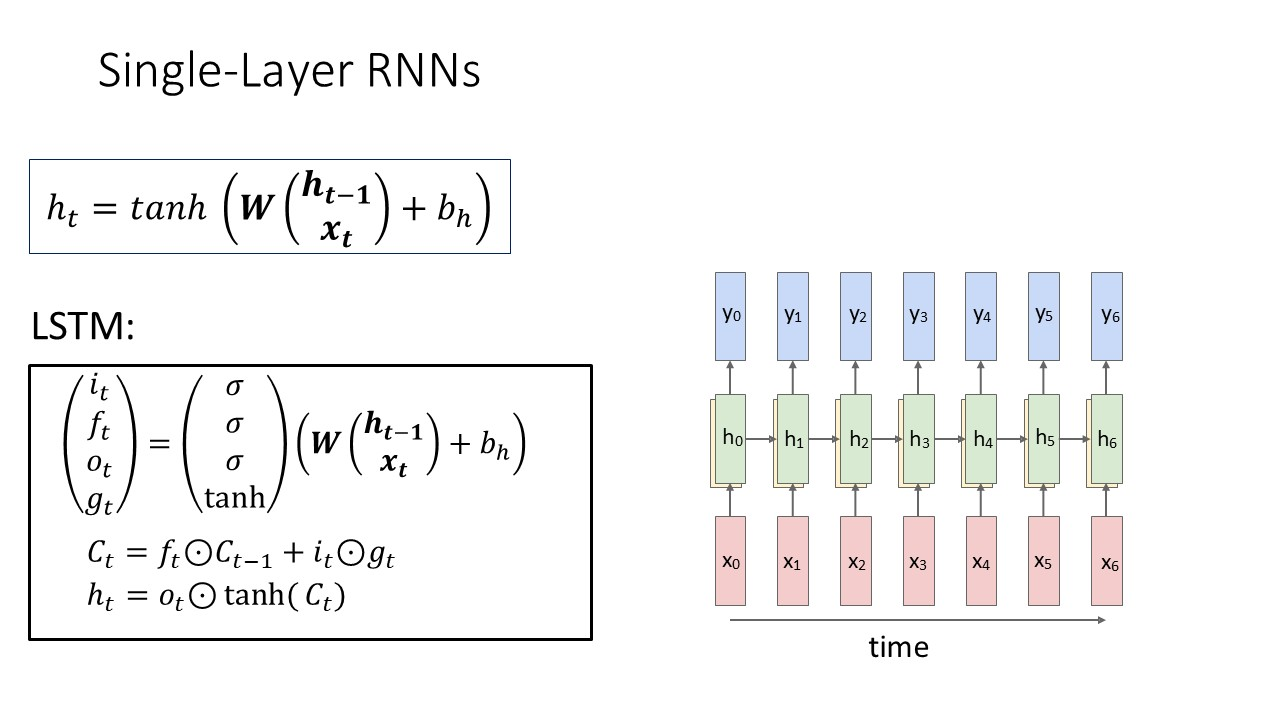 Single-Layer RNNs
h_t = tanh (W (h_{t−1} x_t) + b_h)
LSTM:
(i_t f_t o_t g_t) = (σ σ σ tanh) (W (h_{t−1} x_t) + b_h)
C_t = f_t ⊙ C_{t−1} + i_t ⊙ g_t
h_t = o_t ⊙ tanh( C_t)
y0 y1 y2 y3 y4 y5 y6
h0 h1 h2 h3 h4 h5 h6
x0 x1 x2 x3 x4 x5 x6
time